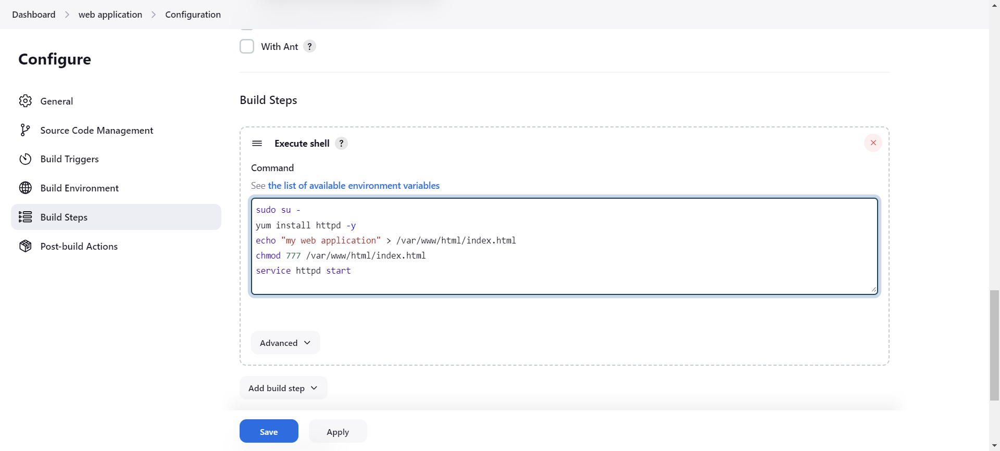 Dashboard > web application > Configuration
With Ant ?
Configure
General
Source Code Management
Build Triggers
Build Environment
Build Steps
Post-build Actions
Build Steps
Execute shell ?
Command
See the list of available environment variables
sudo su -
yum install httpd -y
echo "my web application" > /var/www/html/index.html
chmod 777 /var/www/html/index.html
service httpd start
Advanced
Add build step
Save
Apply